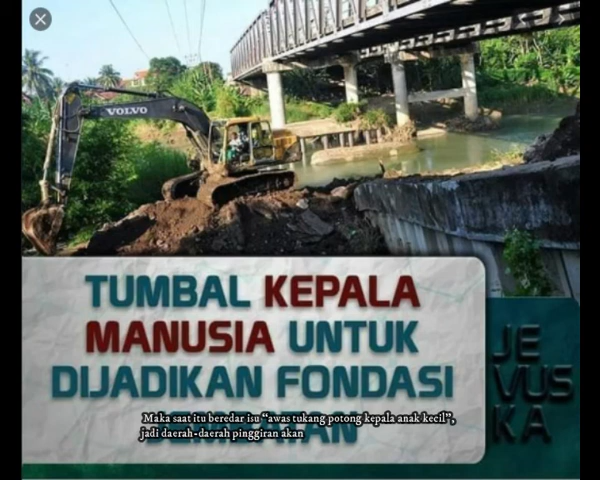 VOLVO
TUMBAL KEPALA
MANUSIA UNTUK
DIJADIKAN FONDASI
JE
VUS
KA
Maka saat itu beredar isu "awas tukang potong kepala anak kecil",
jadi daerah-daerah pinggiran akan